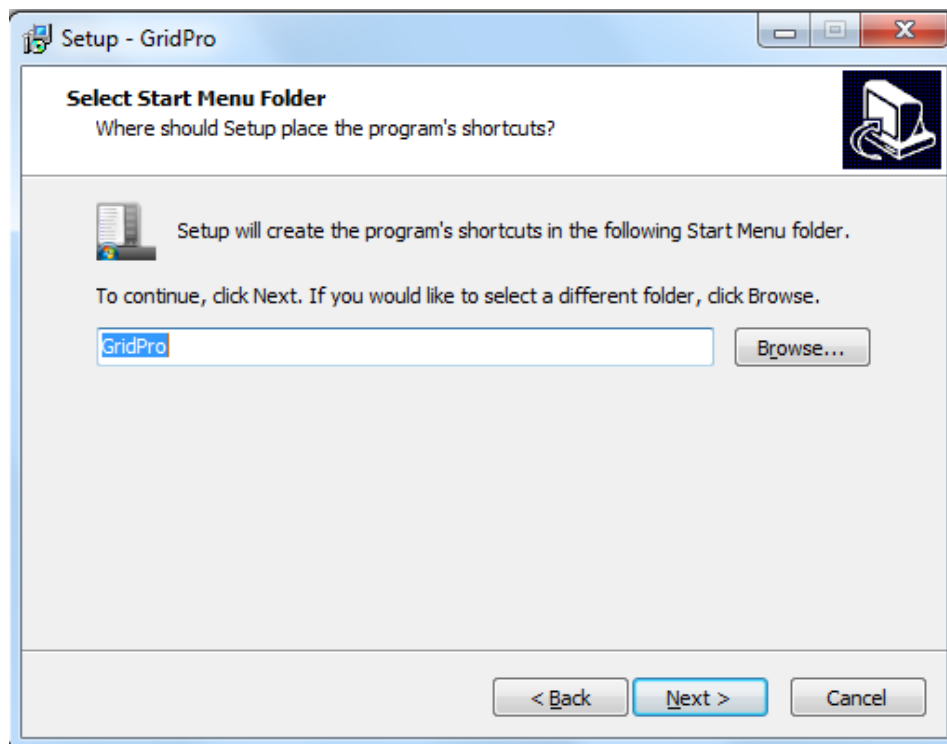 Setup - GridPro
Select Start Menu Folder
Where should Setup place the program's shortcuts?
Setup will create the program's shortcuts in the following Start Menu folder.
To continue, click Next. If you would like to select a different folder, click Browse.
GridPro
Browse...
< Back
Next >
Cancel